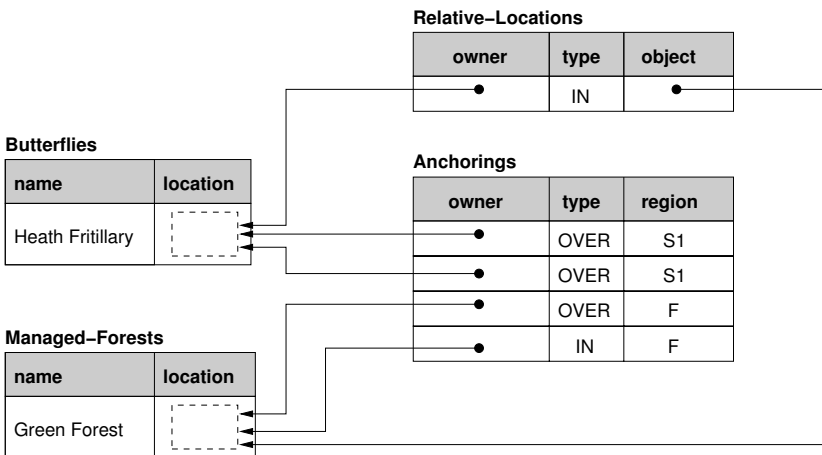 Relative–Locations
owner type object
IN
Butterflies
name location
Heath Fritillary
Anchorings
owner type region
OVER S1
OVER S1
OVER F
IN F
Managed–Forests
name location
Green Forest